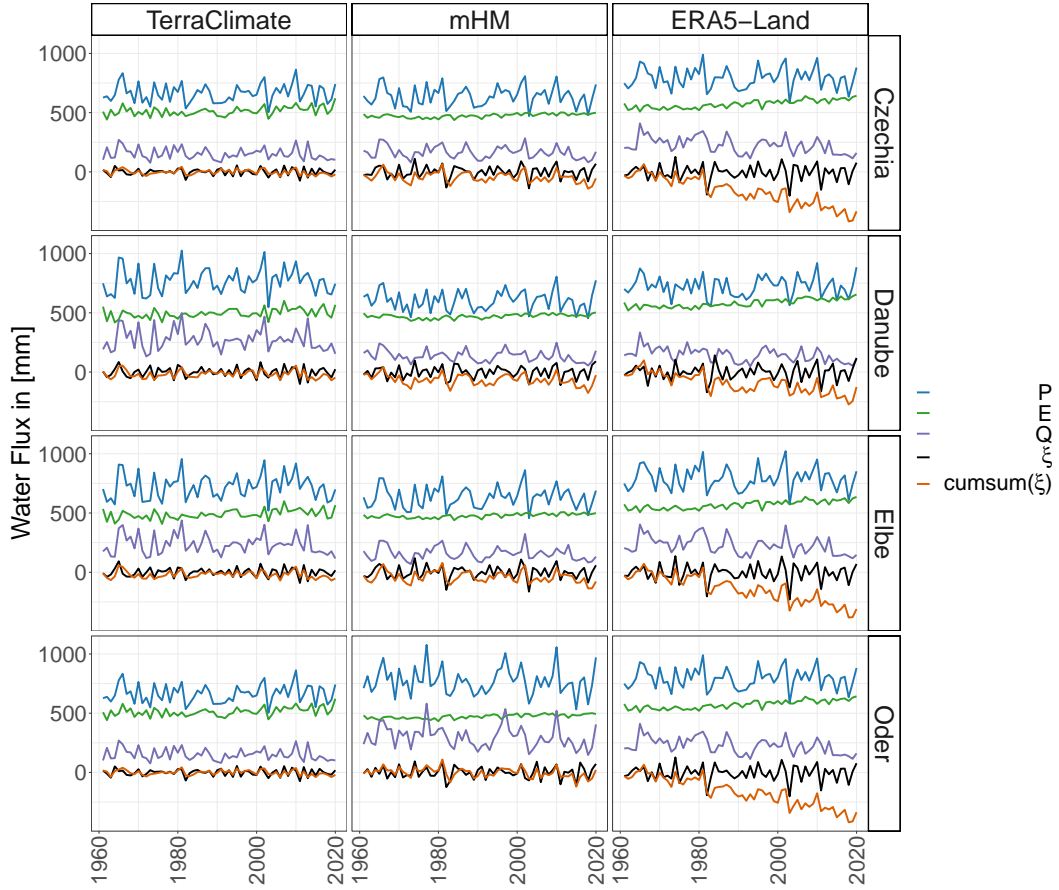 TerraClimate mHM ERA5−Land
1000
500
0
Czechia
1000
500
0
Danube
1000
500
0
Elbe
1000
500
0
Oder
Water Flux in [mm]
1960 1980 2000 2020 1960 1980 2000 2020 1960 1980 2000 2020
P
E
Q
ξ
cumsum(ξ)